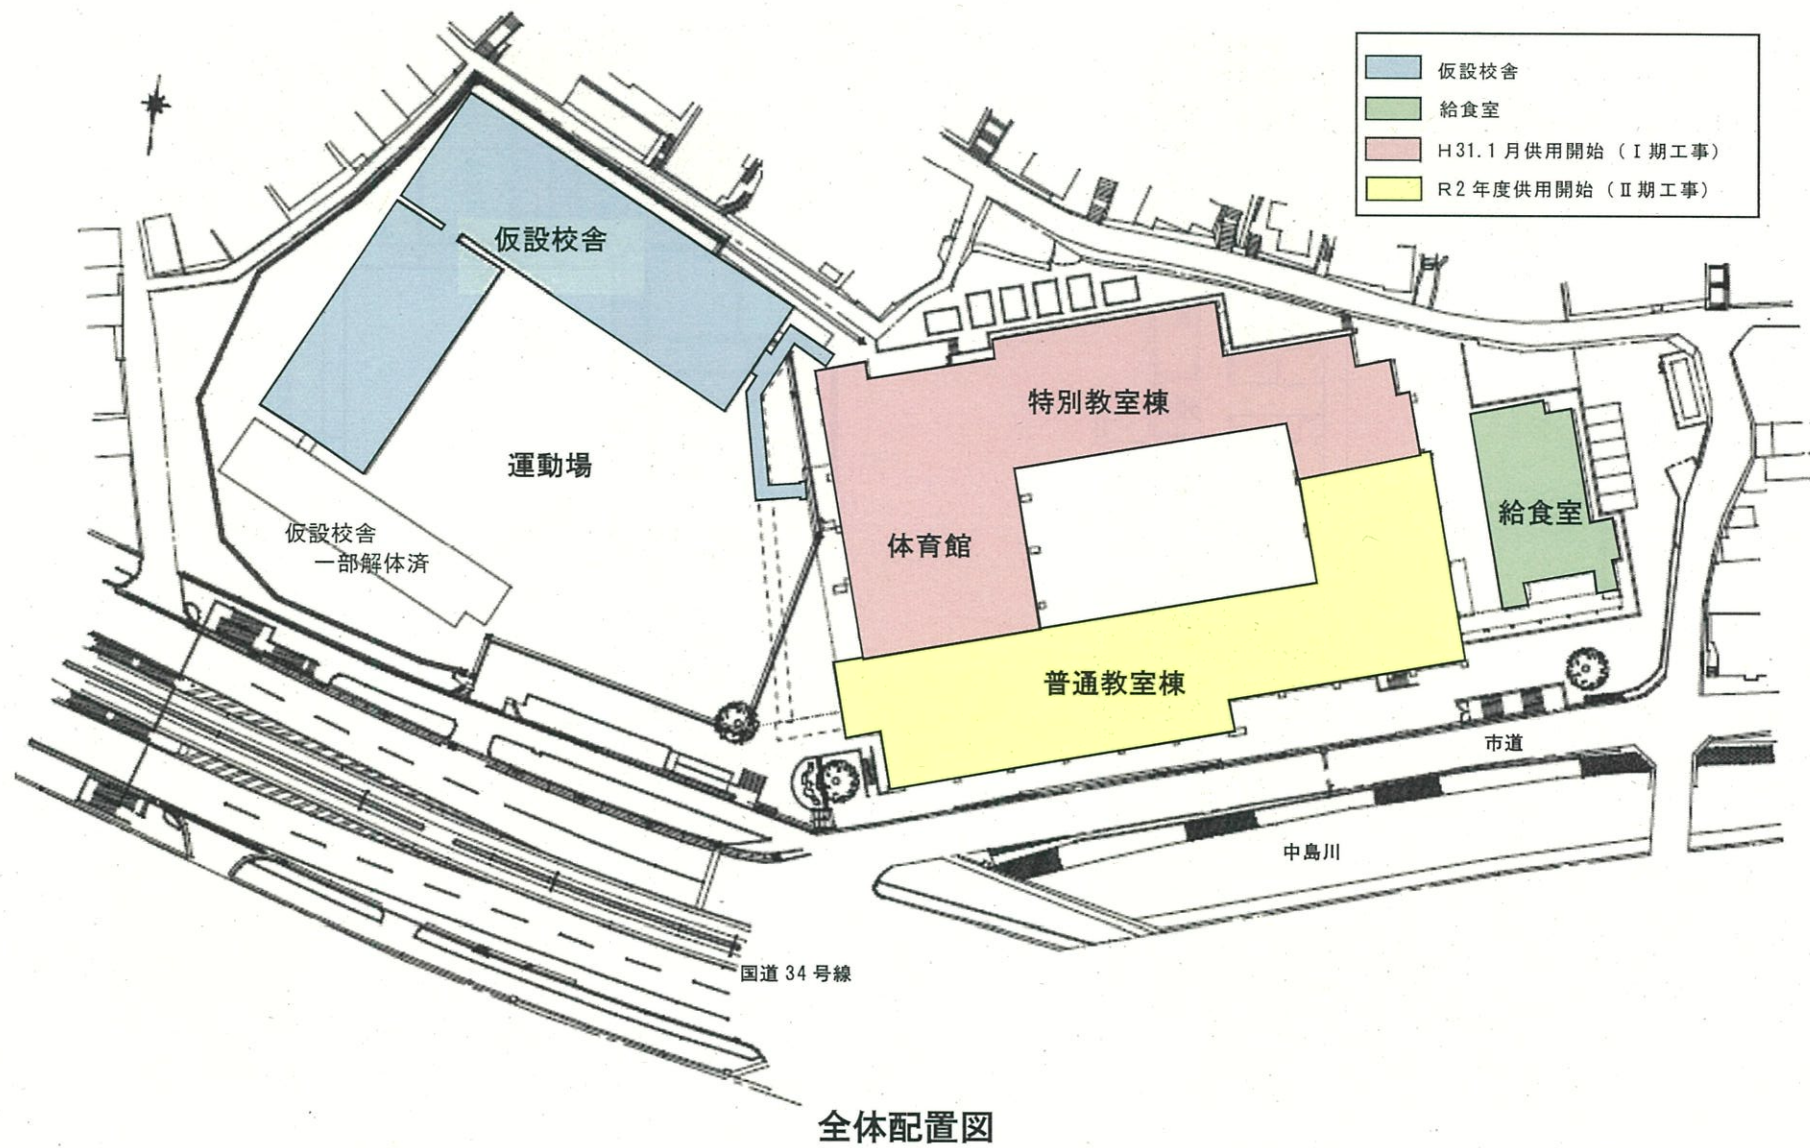 仮設校舎
給食室
H31.1月供用開始（Ⅰ期工事）
R2年度供用開始（Ⅱ期工事）
仮設校舎
特別教室棟
運動場
給食室
仮設校舎
一部解体済
体育館
普通教室棟
市道
中島川
国道34号線
全体配置図